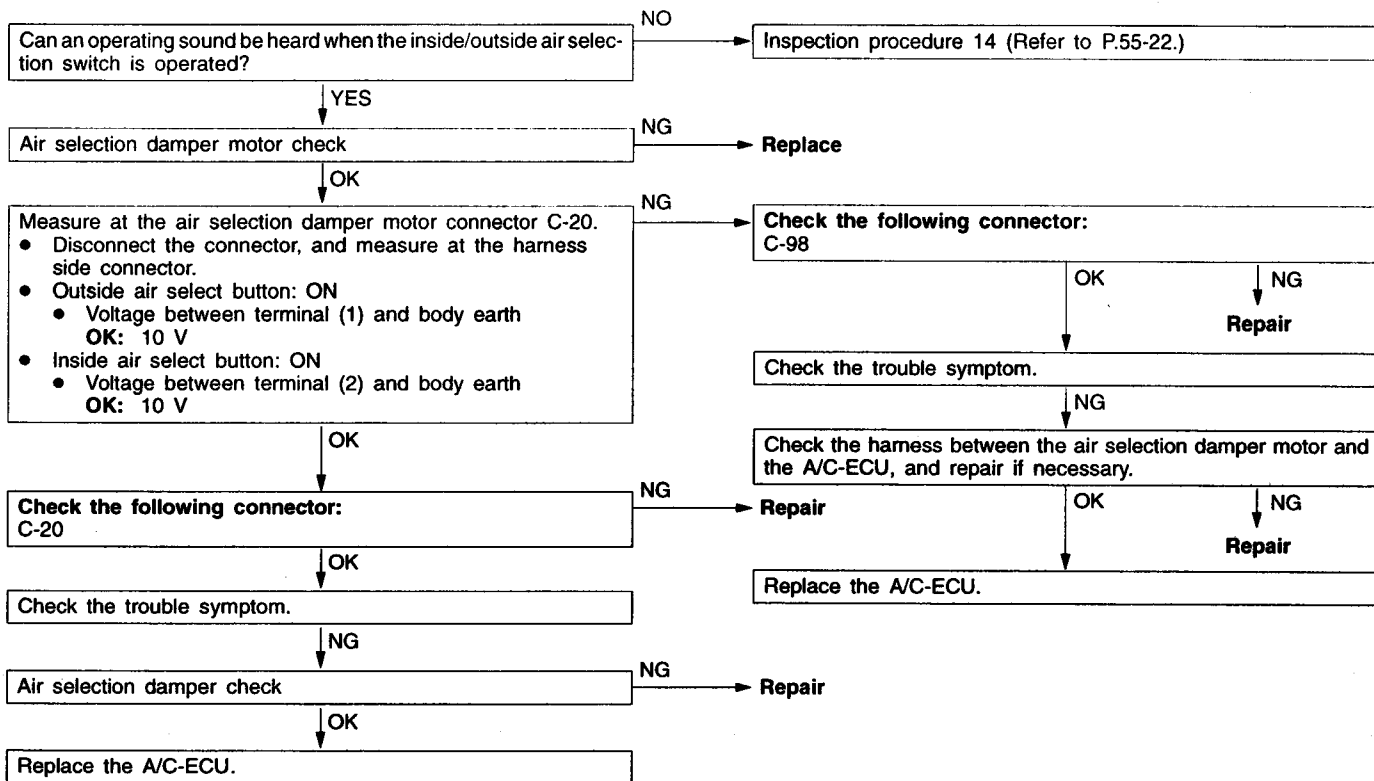 Can an operating sound be heard when the inside/outside air selec-
tion switch is operated?
NO
Inspection procedure 14 (Refer to P.55-22.)
YES
Air selection damper motor check
NG
Replace
OK
Measure at the air selection damper motor connector C-20.
● Disconnect the connector, and measure at the harness
side connector.
● Outside air select button: ON
● Voltage between terminal (1) and body earth
OK: 10 V
● Inside air select button: ON
● Voltage between terminal (2) and body earth
OK: 10 V
NG
Check the following connector:
C-98
OK
NG
Repair
Check the trouble symptom.
NG
Check the harness between the air selection damper motor and
the A/C-ECU, and repair if necessary.
OK
NG
Repair
Replace the A/C-ECU.
OK
Check the following connector:
C-20
NG
Repair
OK
Check the trouble symptom.
NG
Air selection damper check
NG
Repair
OK
Replace the A/C-ECU.